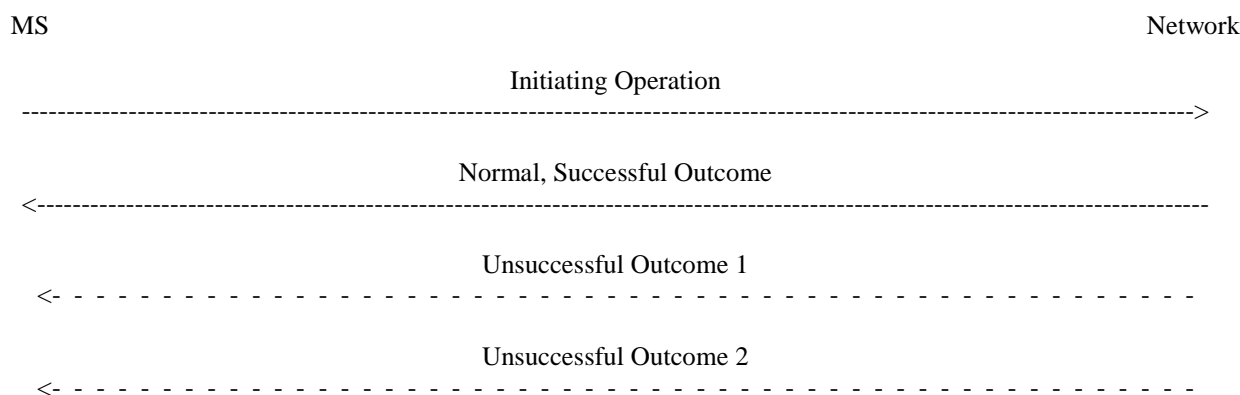 MS Network
Initiating Operation
------------------------------------------------------------------------------------------------------------------------------------>
Normal, Successful Outcome
<------------------------------------------------------------------------------------------------------------------------------------
Unsuccessful Outcome 1
<- - - - - - - - - - - - - - - - - - - - - - - - - - - - - - - - - - - - - - - - - - - - - - - - - - - - - - - -
Unsuccessful Outcome 2
<- - - - - - - - - - - - - - - - - - - - - - - - - - - - - - - - - - - - - - - - - - - - - - - - - - - - - - - -